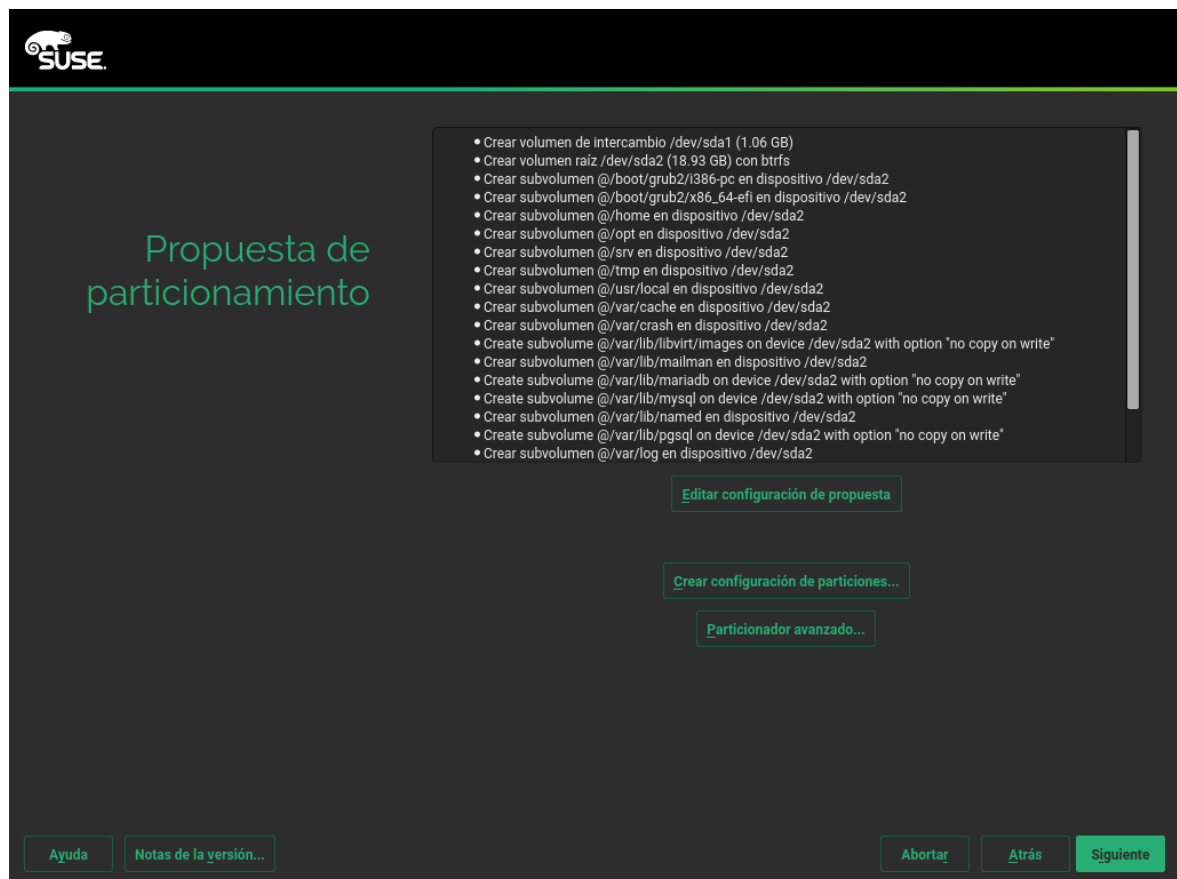 SUSE.
Propuesta de
particionamiento
• Crear volumen de intercambio /dev/sda1 (1.06 GB)
• Crear volumen raíz /dev/sda2 (18.93 GB) con btrfs
• Crear subvolumen @/boot/grub2/i386-pc en dispositivo /dev/sda2
• Crear subvolumen @/boot/grub2/x86_64-efi en dispositivo /dev/sda2
• Crear subvolumen @/home en dispositivo /dev/sda2
• Crear subvolumen @/opt en dispositivo /dev/sda2
• Crear subvolumen @/srv en dispositivo /dev/sda2
• Crear subvolumen @/tmp en dispositivo /dev/sda2
• Crear subvolumen @/usr/local en dispositivo /dev/sda2
• Crear subvolumen @/var/cache en dispositivo /dev/sda2
• Crear subvolumen @/var/crash en dispositivo /dev/sda2
• Create subvolume @/var/lib/libvirt/images on device /dev/sda2 with option "no copy on write"
• Crear subvolumen @/var/lib/mailman en dispositivo /dev/sda2
• Create subvolume @/var/lib/mariadb on device /dev/sda2 with option "no copy on write"
• Create subvolume @/var/lib/mysql on device /dev/sda2 with option "no copy on write"
• Crear subvolumen @/var/lib/named en dispositivo /dev/sda2
• Create subvolume @/var/lib/pgsql on device /dev/sda2 with option "no copy on write"
• Crear subvolumen @/var/log en dispositivo /dev/sda2
Editar configuración de propuesta
Crear configuración de particiones...
Particionador avanzado...
Ayuda
Notas de la versión...
Abortar
Atrás
Siguiente